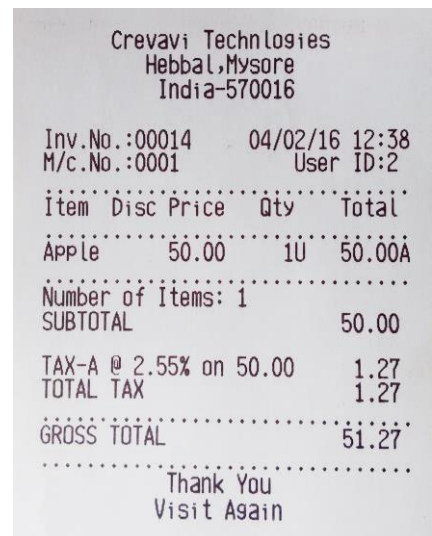 Crevavi Technlogies
Hebbal,Mysore
India-570016
Inv.No.:00014 04/02/16 12:38
M/c.No.:0001 User ID:2
Item Disc Price Qty Total
Apple 50.00 1U 50.00A
Number of Items: 1
SUBTOTAL 50.00
TAX-A @ 2.55% on 50.00 1.27
TOTAL TAX 1.27
GROSS TOTAL 51.27
Thank You
Visit Again